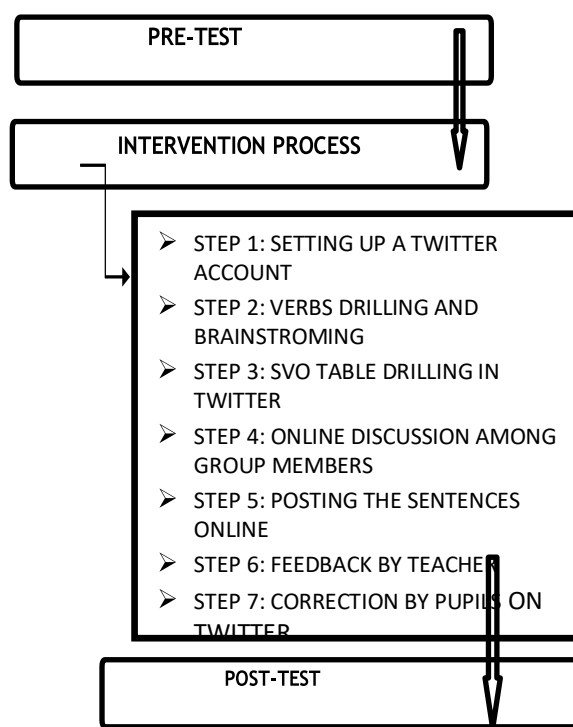 PRE-TEST
INTERVENTION PROCESS
STEP 1: SETTING UP A TWITTER
ACCOUNT
STEP 2: VERBS DRILLING AND
BRAINSTROMING
STEP 3: SVO TABLE DRILLING IN
TWITTER
STEP 4: ONLINE DISCUSSION AMONG
GROUP MEMBERS
STEP 5: POSTING THE SENTENCES
ONLINE
STEP 6: FEEDBACK BY TEACHER
STEP 7: CORRECTION BY PUPILS ON
TWITTER
POST-TEST